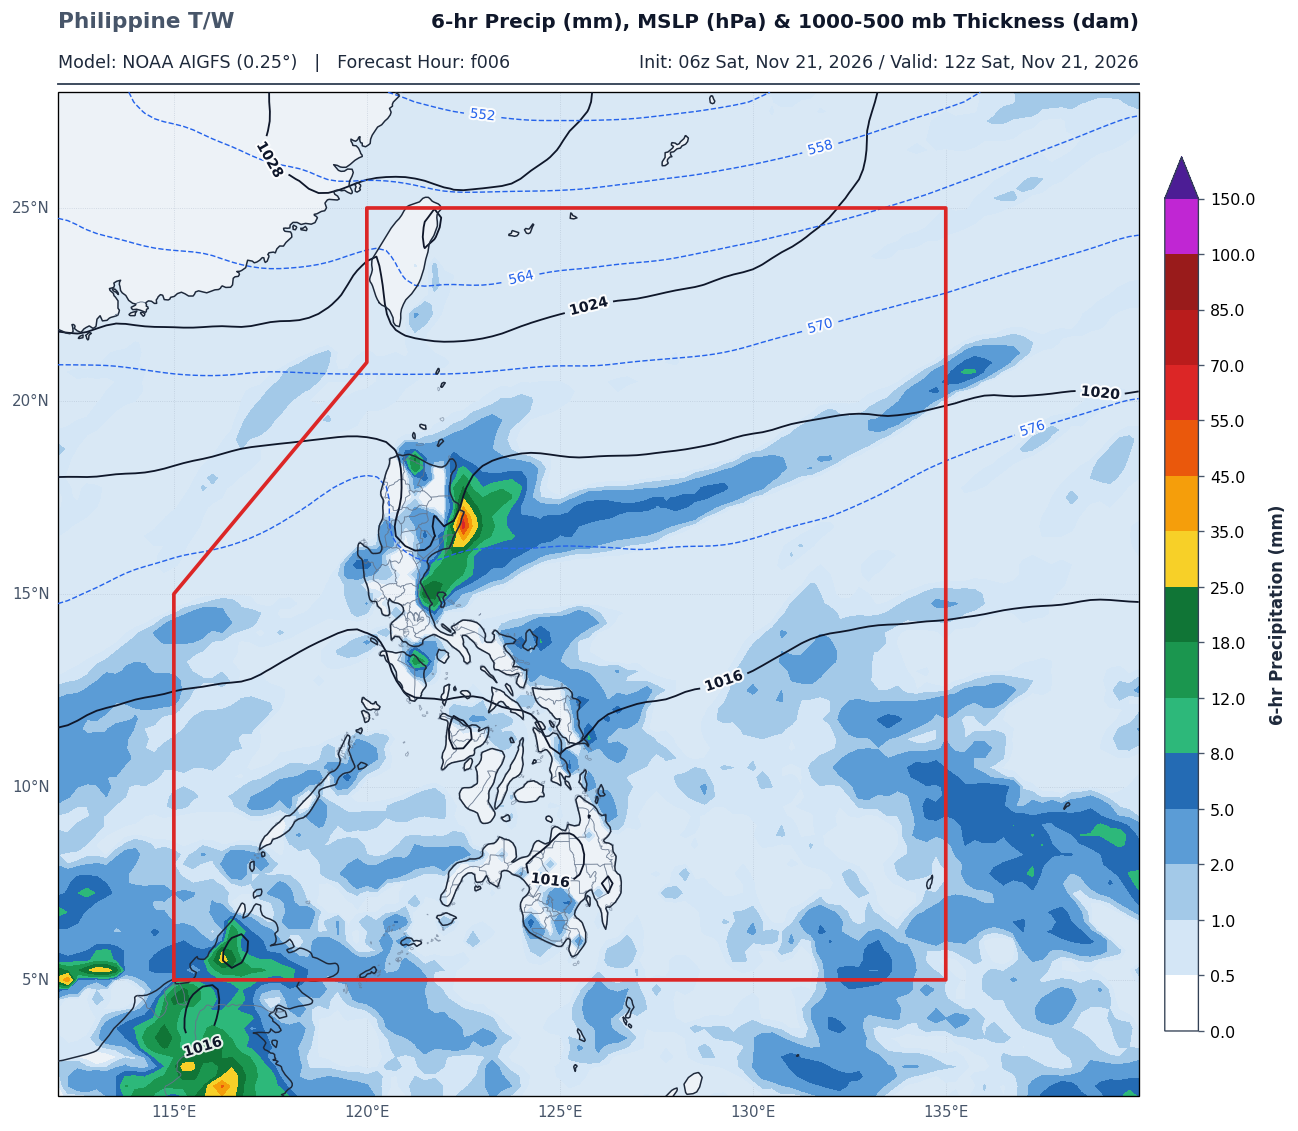 Philippine T/W
6-hr Precip (mm), MSLP (hPa) & 1000-500 mb Thickness (dam)
Model: NOAA AIGFS (0.25°) | Forecast Hour: f006
Init: 06z Sat, Nov 21, 2026 / Valid: 12z Sat, Nov 21, 2026
552
1028
558
25°N
564
1024
570
20°N
1020
576
15°N
1016
10°N
1016
5°N
1016
115°E
120°E
125°E
130°E
135°E
150.0
100.0
85.0
70.0
55.0
45.0
35.0
25.0
18.0
12.0
8.0
5.0
2.0
1.0
0.5
0.0
6-hr Precipitation (mm)